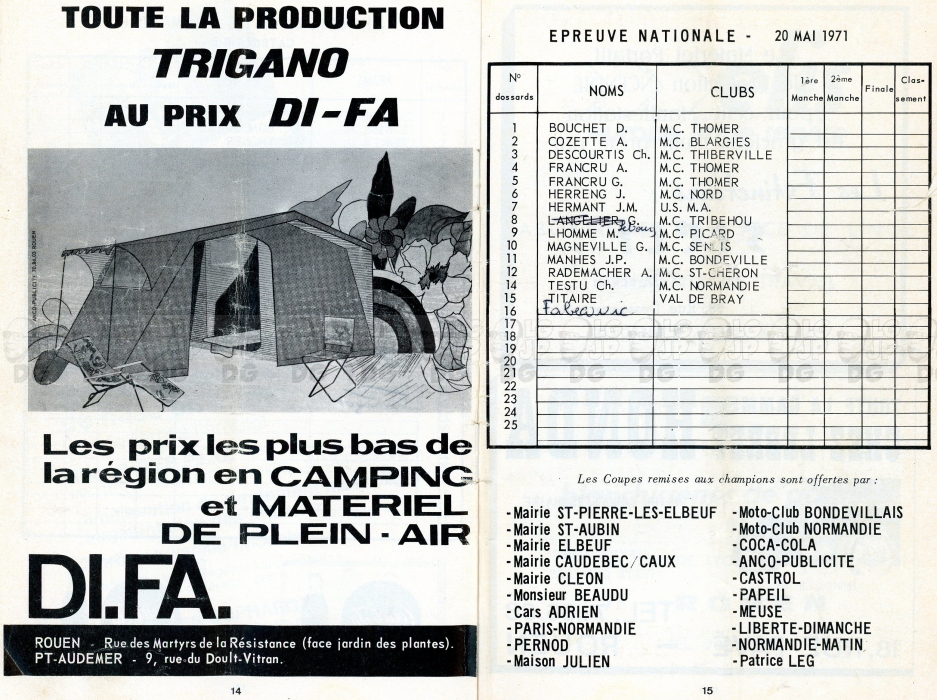 TOUTE LA PRODUCTION
TRIGANO
AU PRIX DI-FA
ANCO-PUBLICITÉ ROUEN
Les prix les plus bas de
la région en CAMPING
et MATERIEL
DE PLEIN - AIR
DI.FA.
ROUEN - Rue des Martyrs de la Résistance (face jardin des plantes).
PT-AUDEMER - 9, rue du Doult-Vitran.
14
EPREUVE NATIONALE - 20 MAI 1971
N° dossards NOMS CLUBS 1ère Manche 2ème Manche Finale Classement
1 BOUCHET D. M.C. THOMER
2 COZETTE A. M.C. BLARGIES
3 DESCOURTIS Ch. M.C. THIBERVILLE
4 FRANCRU A. M.C. THOMER
5 FRANCRU G. M.C. THOMER
6 HERRENG J. M.C. NORD
7 HERMANT J.M. U.S. M.A.
8 LANGELIER G. M.C. TRIBEHOU
9 LHOMME M. M.C. PICARD
10 MAGNEVILLE G. M.C. SENLIS
11 MANHES J.P. M.C. BONDEVILLE
12 RADEMACHER A. M.C. ST-CHERON
14 TESTU Ch. M.C. NORMANDIE
15 TITAIRE VAL DE BRAY
16
17
18
19
20
21
22
23
24
25
Les Coupes remises aux champions sont offertes par :
- Mairie ST-PIERRE-LES-ELBEUF
- Mairie ST-AUBIN
- Mairie ELBEUF
- Mairie CAUDEBEC/CAUX
- Mairie CLEON
- Monsieur BEAUDU
- Cars ADRIEN
- PARIS-NORMANDIE
- PERNOD
- Maison JULIEN
- Moto-Club BONDEVILLAIS
- Moto-Club NORMANDIE
- COCA-COLA
- ANCO-PUBLICITE
- CASTROL
- PAPEIL
- MEUSE
- LIBERTE-DIMANCHE
- NORMANDIE-MATIN
- Patrice LEG
15